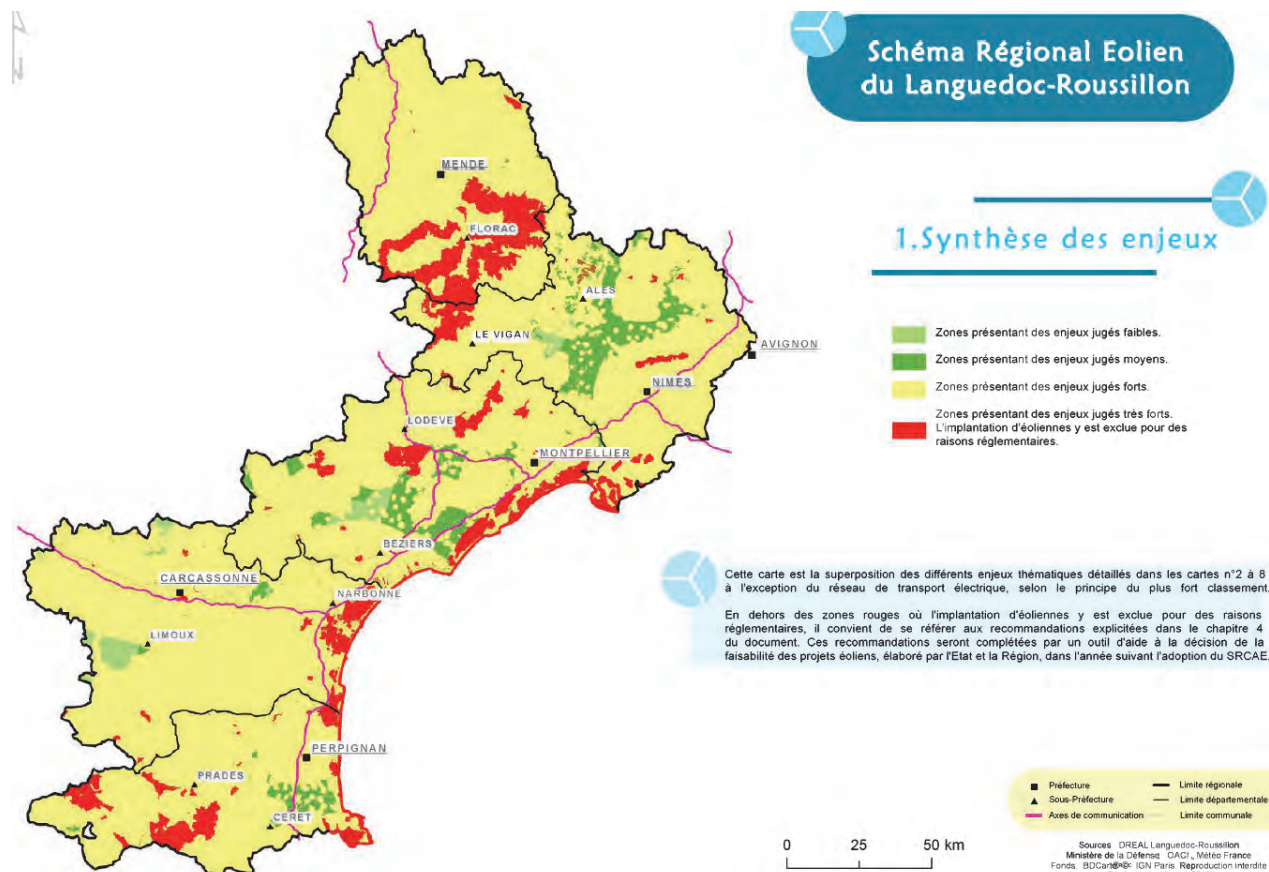 Schéma Régional Eolien
du Languedoc-Roussillon
1.Synthèse des enjeux
Zones présentant des enjeux jugés faibles.
Zones présentant des enjeux jugés moyens.
Zones présentant des enjeux jugés forts.
Zones présentant des enjeux jugés très forts.
L'implantation d'éoliennes y est exclue pour des
raisons réglementaires.
MENDE
FLORAC
ALES
LE VIGAN
AVIGNON
NIMES
LODEVE
MONTPELLIER
BEZIERS
CARCASSONNE
NARBONNE
LIMOUX
PERPIGNAN
PRADES
CERET
Cette carte est la superposition des différents enjeux thématiques détaillés dans les cartes n°2 à 8
à l'exception du réseau de transport électrique, selon le principe du plus fort classement.
En dehors des zones rouges où l'implantation d'éoliennes y est exclue pour des raisons
réglementaires, il convient de se référer aux recommandations explicitées dans le chapitre 4
du document. Ces recommandations seront complétées par un outil d'aide à la décision de la
faisabilité des projets éoliens, élaboré par l'Etat et la Région, dans l'année suivant l'adoption du SRCAE.
Préfecture
Sous-Préfecture
Axes de communication
Limite régionale
Limite départementale
Limite communale
0 25 50 km
Sources DREAL Languedoc-Roussillon
Ministère de la Défense OACI , Météo France
Fonds BDCarto®© IGN Paris Reproduction interdite